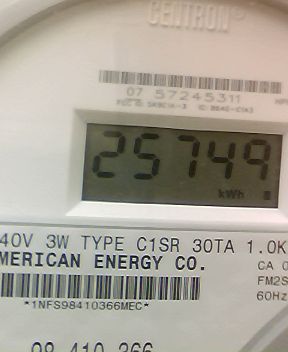 CENTRON®
07 57245311
25749
kWh
40V 3W TYPE C1SR 30TA 1.0K
MERICAN ENERGY CO. CA 0
FM2S
60Hz
*1NFS98410366MEC*
98 410 366